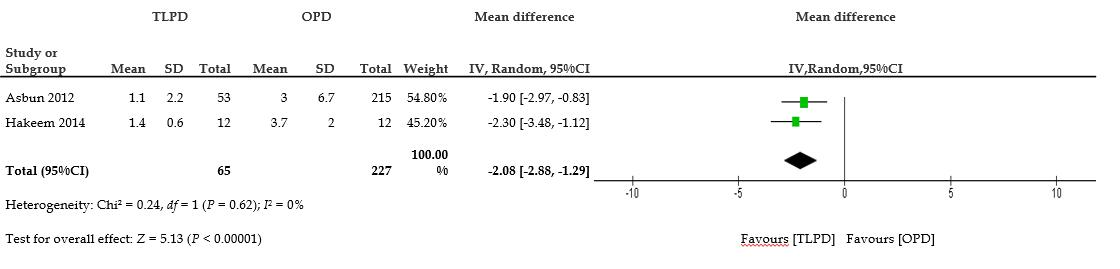 TLPD OPD Mean difference Mean difference
Study or
Subgroup Mean SD Total Mean SD Total Weight IV, Random, 95%CI IV,Random,95%CI
Asbun 2012 1.1 2.2 53 3 6.7 215 54.80% -1.90 [-2.97, -0.83]
Hakeem 2014 1.4 0.6 12 3.7 2 12 45.20% -2.30 [-3.48, -1.12]
100.00
Total (95%CI) 65 227 % -2.08 [-2.88, -1.29]
-10 -5 0 5 10
Heterogeneity: Chi² = 0.24, df = 1 (P = 0.62); I² = 0%
Test for overall effect: Z = 5.13 (P < 0.00001) Favours [TLPD] Favours [OPD]